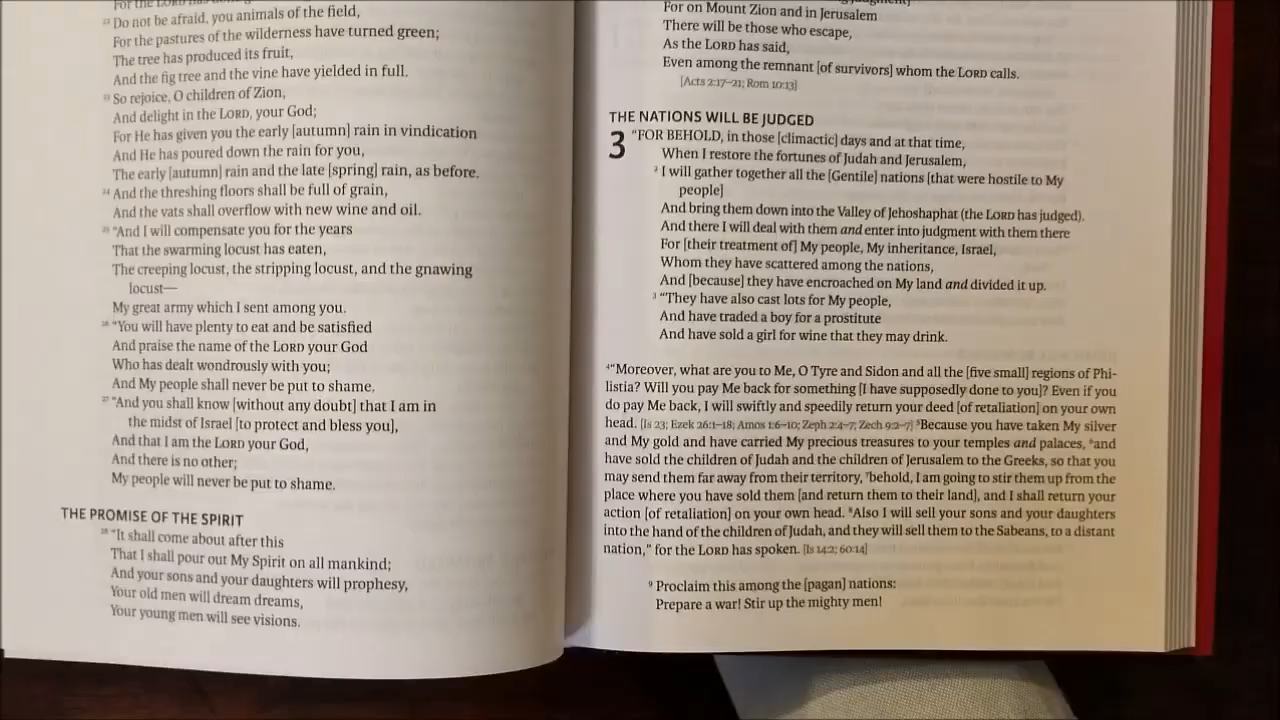 For the LORD has
22 Do not be afraid, you animals of the field,
For the pastures of the wilderness have turned green;
The tree has produced its fruit,
And the fig tree and the vine have yielded in full.
23 So rejoice, O children of Zion,
And delight in the LORD, your God;
For He has given you the early [autumn] rain in vindication
And He has poured down the rain for you,
The early [autumn] rain and the late [spring] rain, as before.
24 And the threshing floors shall be full of grain,
And the vats shall overflow with new wine and oil.
25 "And I will compensate you for the years
That the swarming locust has eaten,
The creeping locust, the stripping locust, and the gnawing
locust—
My great army which I sent among you.
26 "You will have plenty to eat and be satisfied
And praise the name of the LORD your God
Who has dealt wondrously with you;
And My people shall never be put to shame.
27 "And you shall know [without any doubt] that I am in
the midst of Israel [to protect and bless you],
And that I am the LORD your God,
And there is no other;
My people will never be put to shame.
THE PROMISE OF THE SPIRIT
28 "It shall come about after this
That I shall pour out My Spirit on all mankind;
And your sons and your daughters will prophesy,
Your old men will dream dreams,
Your young men will see visions.
For on Mount Zion and in Jerusalem
There will be those who escape,
As the LORD has said,
Even among the remnant [of survivors] whom the LORD calls.
[Acts 2:17–21; Rom 10:13]
THE NATIONS WILL BE JUDGED
3 "FOR BEHOLD, in those [climactic] days and at that time,
When I restore the fortunes of Judah and Jerusalem,
2 I will gather together all the [Gentile] nations [that were hostile to My
people]
And bring them down into the Valley of Jehoshaphat (the LORD has judged).
And there I will deal with them and enter into judgment with them there
For [their treatment of] My people, My inheritance, Israel,
Whom they have scattered among the nations,
And [because] they have encroached on My land and divided it up.
3 "They have also cast lots for My people,
And have traded a boy for a prostitute
And have sold a girl for wine that they may drink.
4 "Moreover, what are you to Me, O Tyre and Sidon and all the [five small] regions of Phi-
listia? Will you pay Me back for something [I have supposedly done to you]? Even if you
do pay Me back, I will swiftly and speedily return your deed [of retaliation] on your own
head. [Is 23; Ezek 26:1–18; Amos 1:6–10; Zeph 2:4–7; Zech 9:2–7] 5 Because you have taken My silver
and My gold and have carried My precious treasures to your temples and palaces, 6 and
have sold the children of Judah and the children of Jerusalem to the Greeks, so that you
may send them far away from their territory, 7 behold, I am going to stir them up from the
place where you have sold them [and return them to their land], and I shall return your
action [of retaliation] on your own head. 8 Also I will sell your sons and your daughters
into the hand of the children of Judah, and they will sell them to the Sabeans, to a distant
nation," for the LORD has spoken. [Is 14:2; 60:14]
9 Proclaim this among the [pagan] nations:
Prepare a war! Stir up the mighty men!